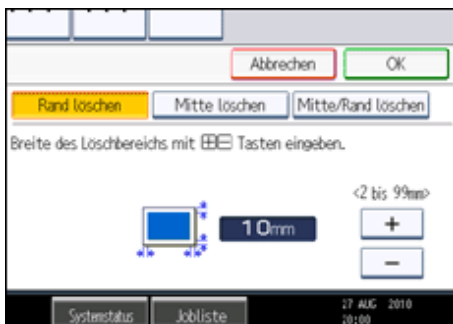 Abbrechen OK
Rand löschen Mitte löschen Mitte/Rand löschen
Breite des Löschbereichs mit ⊞⊟ Tasten eingeben.
<2 bis 99mm>
10mm +
−
Systemstatus Jobliste 27 AUG 2010
20:00